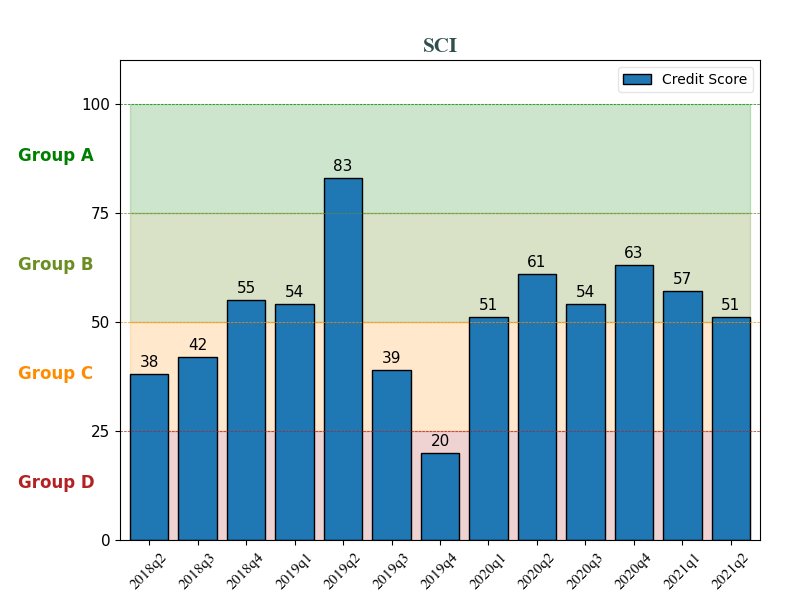 SCI
Credit Score
100
Group A
83
75
Group B
63
61
57
55
54
54
51
51
50
42
39
38
Group C
25
20
Group D
0
2018q2
2018q3
2018q4
2019q1
2019q2
2019q3
2019q4
2020q1
2020q2
2020q3
2020q4
2021q1
2021q2